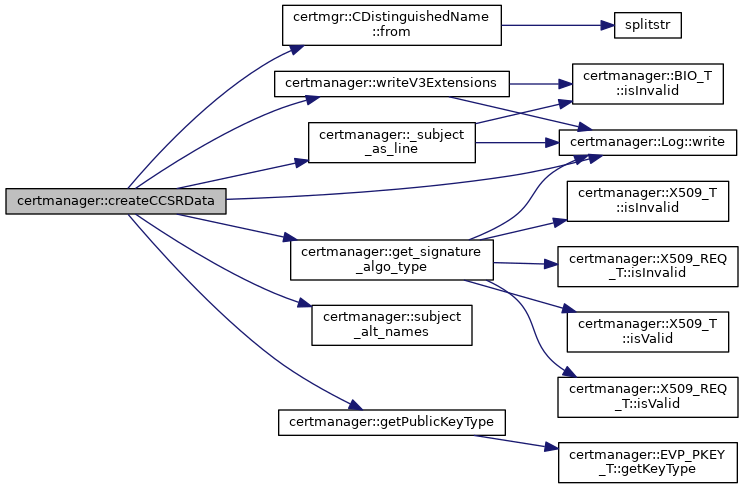 certmanager::createCCSRData
certmgr::CDistinguishedName
::from
splitstr
certmanager::writeV3Extensions
certmanager::BIO_T
::isInvalid
certmanager::_subject
_as_line
certmanager::Log::write
certmanager::get_signature
_algo_type
certmanager::X509_T
::isInvalid
certmanager::X509_REQ
_T::isInvalid
certmanager::X509_T
::isValid
certmanager::X509_REQ
_T::isValid
certmanager::subject
_alt_names
certmanager::getPublicKeyType
certmanager::EVP_PKEY
_T::getKeyType